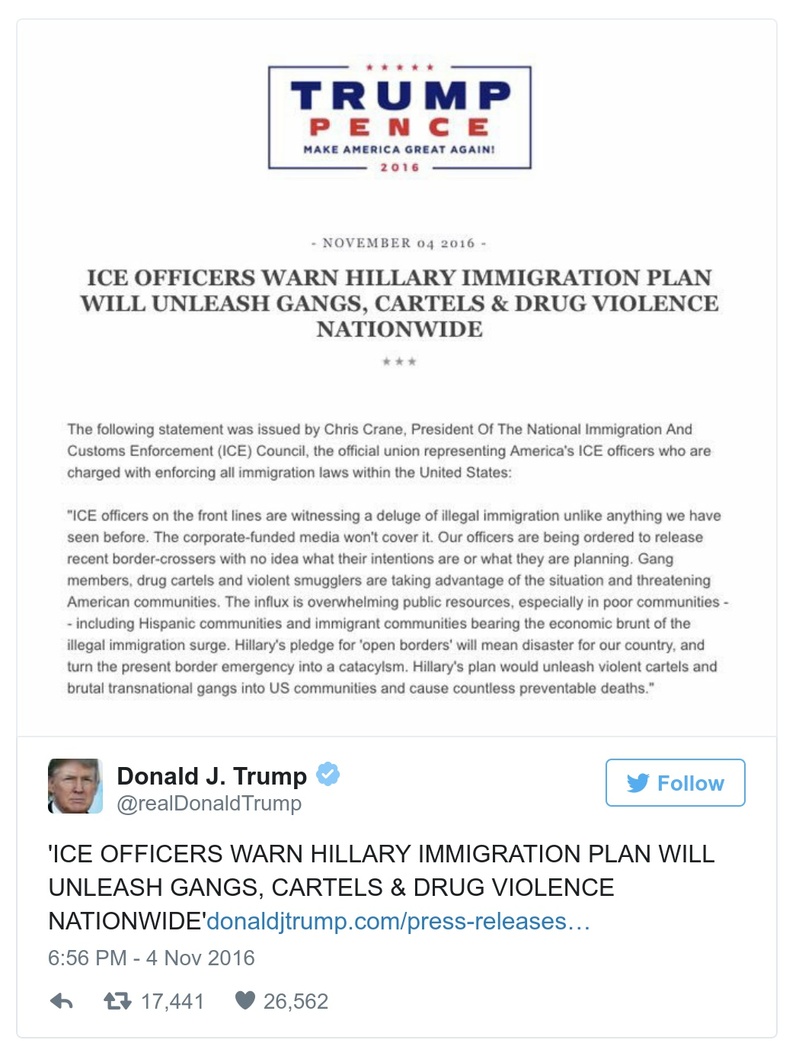 TRUMP
PENCE
MAKE AMERICA GREAT AGAIN!
2016
- NOVEMBER 04 2016 -
ICE OFFICERS WARN HILLARY IMMIGRATION PLAN
WILL UNLEASH GANGS, CARTELS & DRUG VIOLENCE
NATIONWIDE
The following statement was issued by Chris Crane, President Of The National Immigration And
Customs Enforcement (ICE) Council, the official union representing America's ICE officers who are
charged with enforcing all immigration laws within the United States:
"ICE officers on the front lines are witnessing a deluge of illegal immigration unlike anything we have
seen before. The corporate-funded media won't cover it. Our officers are being ordered to release
recent border-crossers with no idea what their intentions are or what they are planning. Gang
members, drug cartels and violent smugglers are taking advantage of the situation and threatening
American communities. The influx is overwhelming public resources, especially in poor communities -
- including Hispanic communities and immigrant communities bearing the economic brunt of the
illegal immigration surge. Hillary's pledge for 'open borders' will mean disaster for our country, and
turn the present border emergency into a catacylsm. Hillary's plan would unleash violent cartels and
brutal transnational gangs into US communities and cause countless preventable deaths."
Donald J. Trump
@realDonaldTrump
Follow
'ICE OFFICERS WARN HILLARY IMMIGRATION PLAN WILL
UNLEASH GANGS, CARTELS & DRUG VIOLENCE
NATIONWIDE'donaldjtrump.com/press-releases…
6:56 PM - 4 Nov 2016
17,441 26,562